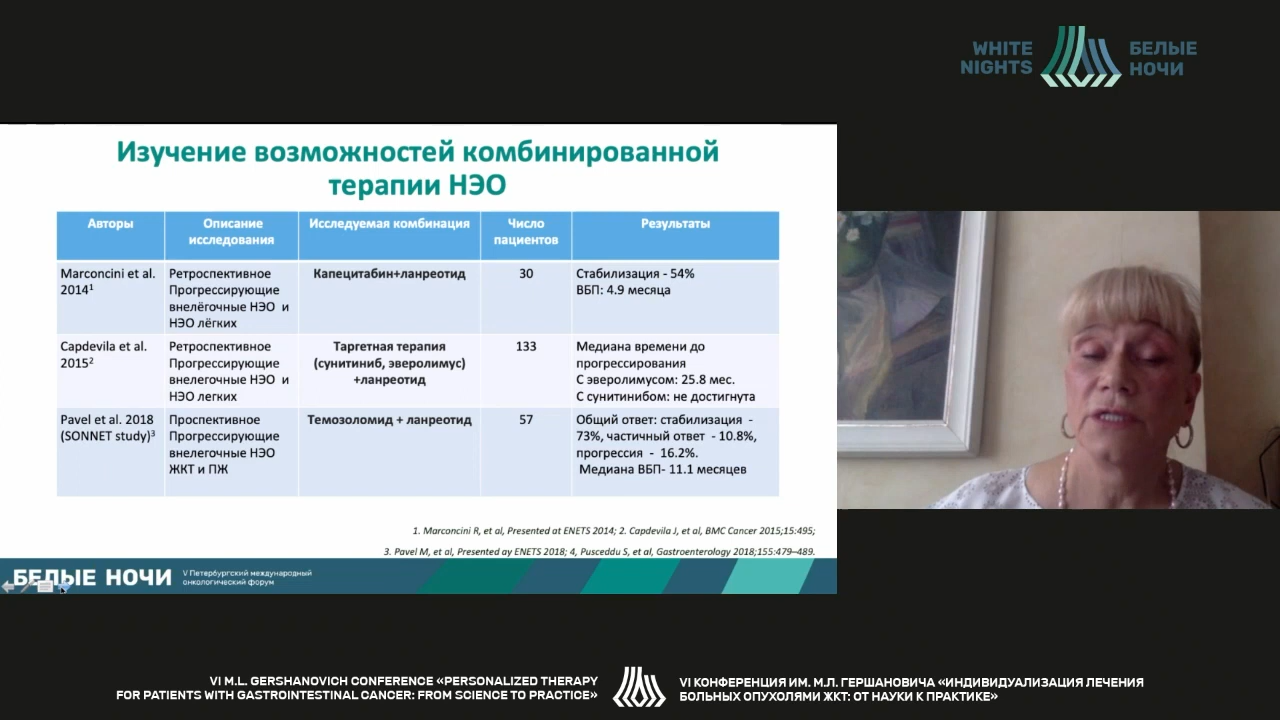 WHITE
NIGHTS
БЕЛЫЕ
НОЧИ
Изучение возможностей комбинированной
терапии НЭО
Авторы
Описание
исследования
Исследуемая комбинация
Число
пациентов
Результаты
Marconcini et al.
2014¹
Ретроспективное
Прогрессирующие
внелёгочные НЭО и
НЭО лёгких
Капецитабин+ланреотид
30
Стабилизация - 54%
ВБП: 4.9 месяца
Capdevila et al.
2015²
Ретроспективное
Прогрессирующие
внелегочные НЭО и
НЭО легких
Таргетная терапия
(сунитиниб, эверолимус)
+ланреотид
133
Медиана времени до
прогрессирования
С эверолимусом: 25.8 мес.
С сунитинибом: не достигнута
Pavel et al. 2018
(SONNET study)³
Проспективное
Прогрессирующие
внелегочные НЭО
ЖКТ и ПЖ
Темозоломид + ланреотид
57
Общий ответ: стабилизация -
73%, частичный ответ - 10.8%,
прогрессия - 16.2%.
Медиана ВБП- 11.1 месяцев
1. Marconcini R, et al, Presented at ENETS 2014; 2. Capdevila J, et al, BMC Cancer 2015;15:495;
3. Pavel M, et al, Presented ay ENETS 2018; 4, Pusceddu S, et al, Gastroenterology 2018;155:479–489.
БЕЛЫЕ НОЧИ
V Петербургский международный
онкологический форум
VI M.L. GERSHANOVICH CONFERENCE «PERSONALIZED THERAPY
FOR PATIENTS WITH GASTROINTESTINAL CANCER: FROM SCIENCE TO PRACTICE»
VI КОНФЕРЕНЦИЯ ИМ. М.Л. ГЕРШАНОВИЧА «ИНДИВИДУАЛИЗАЦИЯ ЛЕЧЕНИЯ
БОЛЬНЫХ ОПУХОЛЯМИ ЖКТ: ОТ НАУКИ К ПРАКТИКЕ»